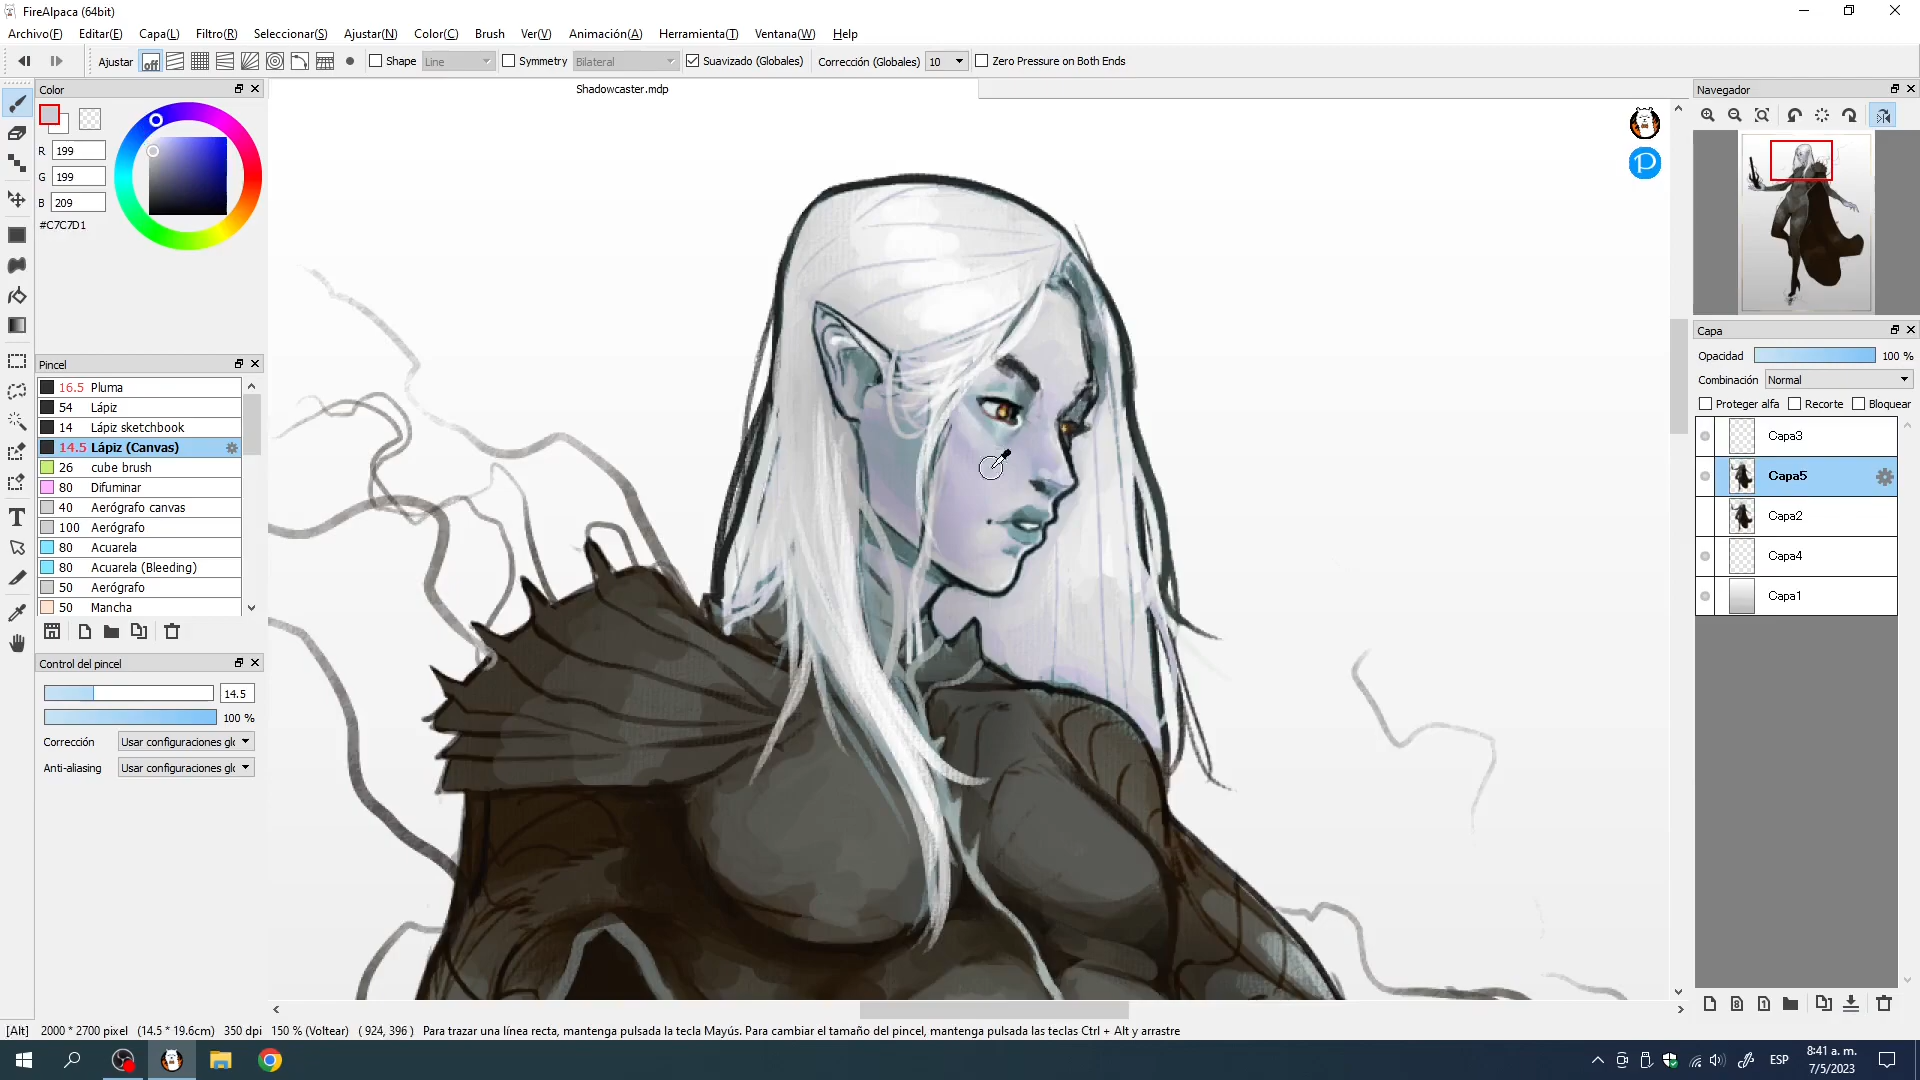 FireAlpaca (64bit)
Archivo(F) Editar(E) Capa(L) Filtro(R) Seleccionar(S) Ajustar(N) Color(C) Brush Ver(V) Animación(A) Herramienta(T) Ventana(W) Help
Ajustar off Shape Line Symmetry Bilateral Suavizado (Globales) Corrección (Globales) 10 Zero Pressure on Both Ends
Color
Shadowcaster.mdp
Navegador
R 199
G 199
B 209
#C7C7D1
P
Capa
Opacidad 100 %
Combinación Normal
Proteger alfa Recorte Bloquear
Capa3
Capa5
Capa2
Capa4
Capa1
Pincel
16.5 Pluma
54 Lápiz
14 Lápiz sketchbook
14.5 Lápiz (Canvas)
26 cube brush
80 Difuminar
40 Aerógrafo canvas
100 Aerógrafo
80 Acuarela
80 Acuarela (Bleeding)
50 Aerógrafo
50 Mancha
Control del pincel
14.5
100 %
Corrección Usar configuraciones glo
Anti-aliasing Usar configuraciones glo
[Alt] 2000 * 2700 pixel (14.5 * 19.6cm) 350 dpi 150 % (Voltear) ( 924, 396 ) Para trazar una línea recta, mantenga pulsada la tecla Mayús. Para cambiar el tamaño del pincel, mantenga pulsada las teclas Ctrl + Alt y arrastre
ESP
8:41 a. m.
7/5/2023